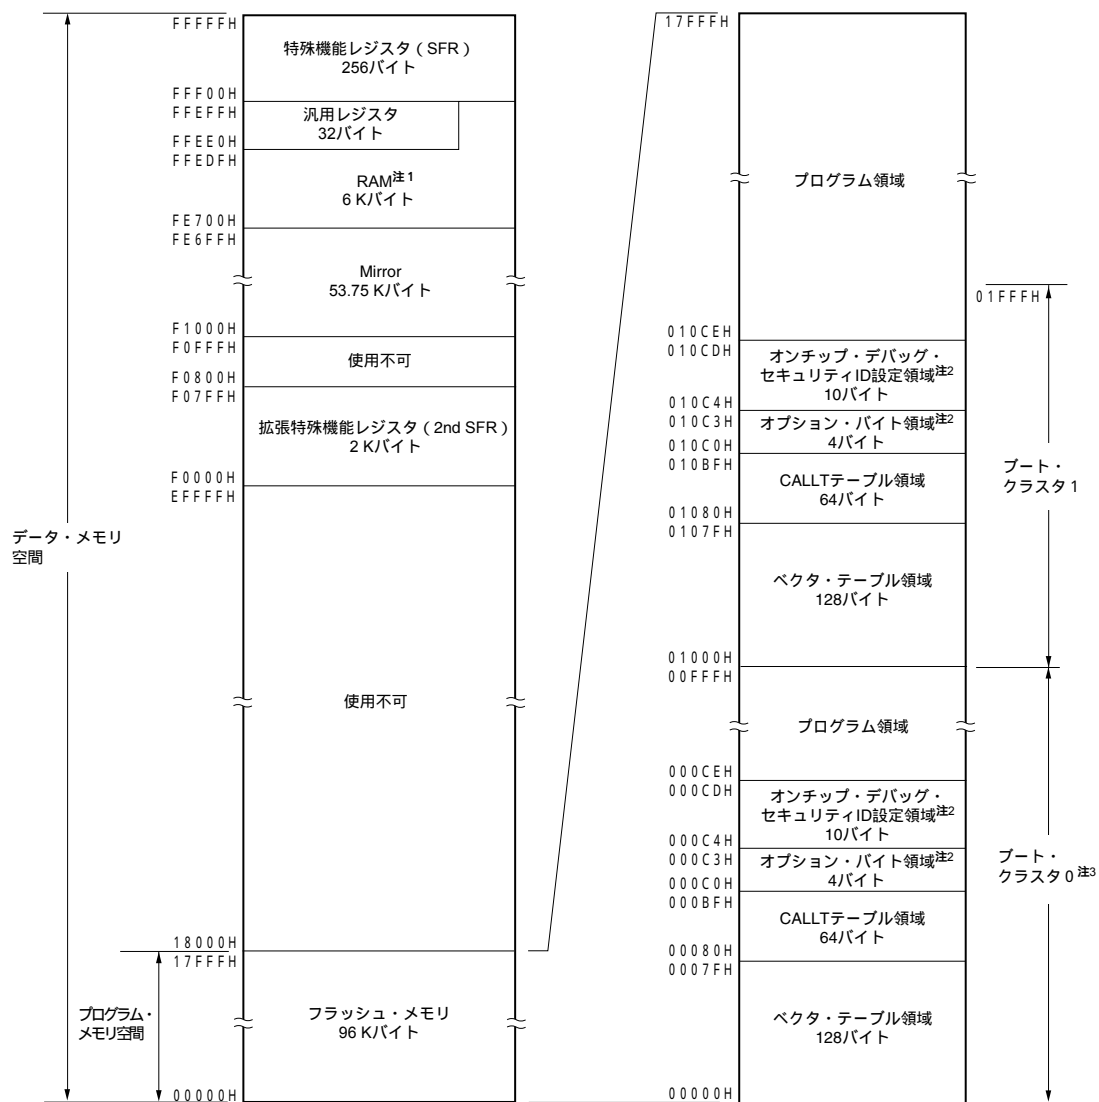 FFFFFH
特殊機能レジスタ(SFR)
256バイト
FFF00H
FFEFFH
汎用レジスタ
32バイト
FFEE0H
FFEDFH
RAM注1
6 Kバイト
FE700H
FE6FFH
Mirror
53.75 Kバイト
F1000H
F0FFFH
使用不可
F0800H
F07FFH
拡張特殊機能レジスタ(2nd SFR)
2 Kバイト
F0000H
EFFFFH
データ・メモリ
空間
使用不可
18000H
17FFFH
プログラム・
メモリ空間
フラッシュ・メモリ
96 Kバイト
00000H
17FFFH
プログラム領域
01FFFH
010CEH
010CDH
オンチップ・デバッグ・
セキュリティID設定領域注2
10バイト
010C4H
010C3H
オプション・バイト領域注2
4バイト
010C0H
010BFH
CALLTテーブル領域
64バイト
ブート・
クラスタ1
01080H
0107FH
ベクタ・テーブル領域
128バイト
01000H
00FFFH
プログラム領域
000CEH
000CDH
オンチップ・デバッグ・
セキュリティID設定領域注2
10バイト
000C4H
000C3H
オプション・バイト領域注2
4バイト
000C0H
000BFH
ブート・
クラスタ0注3
CALLTテーブル領域
64バイト
00080H
0007FH
ベクタ・テーブル領域
128バイト
00000H